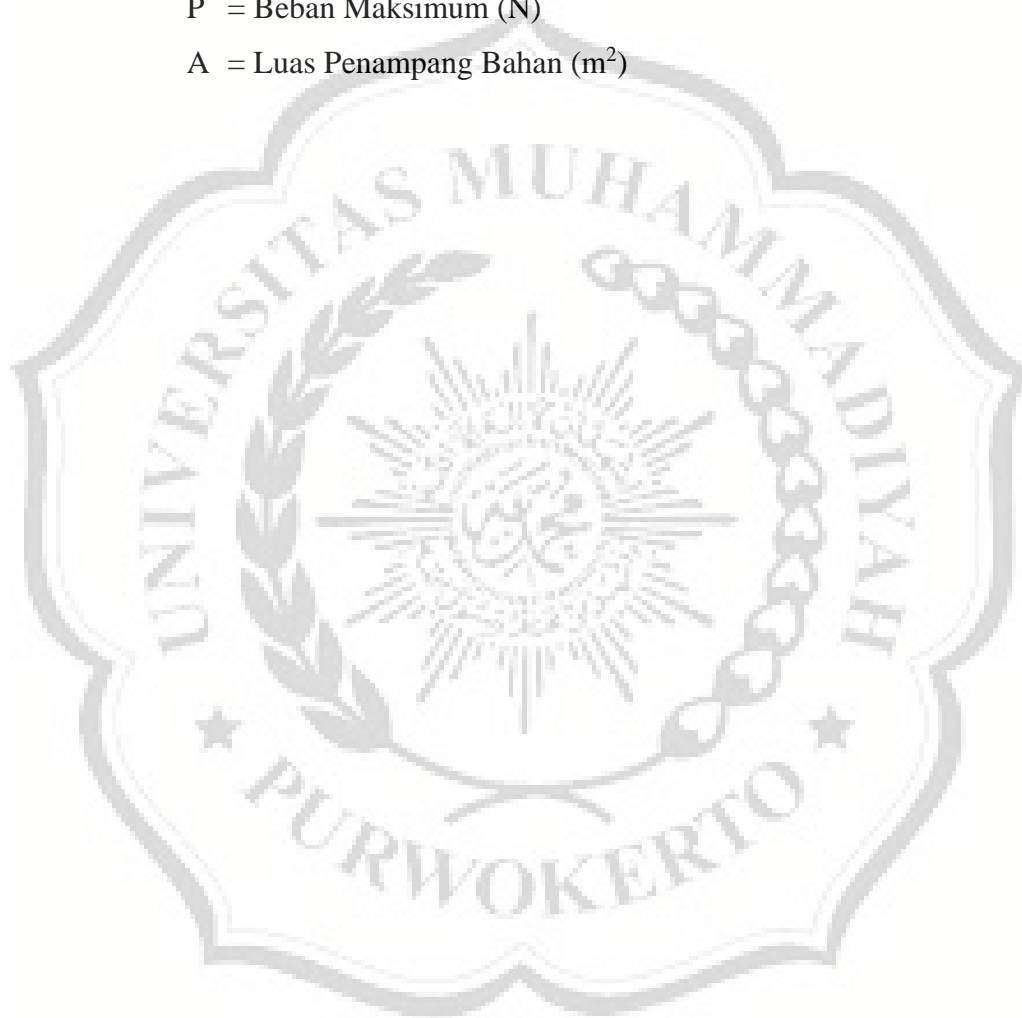 P = Beban Maksimum (N)
A = Luas Penampang Bahan (m²)
UNIVERSITAS MUHAMMADIYAH
PURWOKERTO